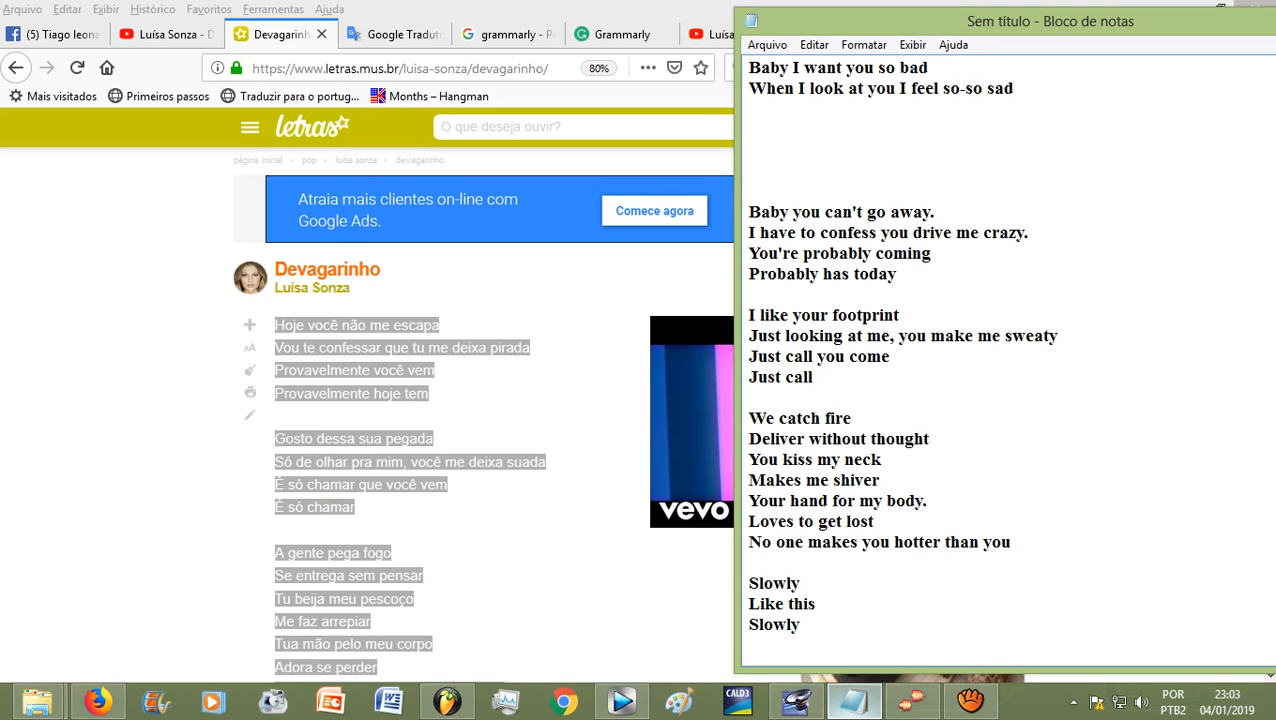 Arquivo Editar Exibir Histórico Favoritos Ferramentas Ajuda
(5) Tiago leona
Luísa Sonza - D
Devagarinh
Google Tradut
grammarly - P
Grammarly
Luís
https://www.letras.mus.br/luisa-sonza/devagarinho/
80%
Mais visitados
Primeiros passos
Traduzir para o portug...
Months – Hangman
letras
O que deseja ouvir?
página inicial › pop › luísa sonza › devagarinho
Atraia mais clientes on-line com
Google Ads.
Comece agora
Devagarinho
Luísa Sonza
Hoje você não me escapa
Vou te confessar que tu me deixa pirada
Provavelmente você vem
Provavelmente hoje tem
Gosto dessa sua pegada
Só de olhar pra mim, você me deixa suada
É só chamar que você vem
É só chamar
A gente pega fogo
Se entrega sem pensar
Tu beija meu pescoço
Me faz arrepiar
Tua mão pelo meu corpo
Adora se perder
AA
vevo
Sem título - Bloco de notas
Arquivo Editar Formatar Exibir Ajuda
Baby I want you so bad
When I look at you I feel so-so sad
Baby you can't go away.
I have to confess you drive me crazy.
You're probably coming
Probably has today
I like your footprint
Just looking at me, you make me sweaty
Just call you come
Just call
We catch fire
Deliver without thought
You kiss my neck
Makes me shiver
Your hand for my body.
Loves to get lost
No one makes you hotter than you
Slowly
Like this
Slowly
CALD3
POR
PTB2
23:03
04/01/2019